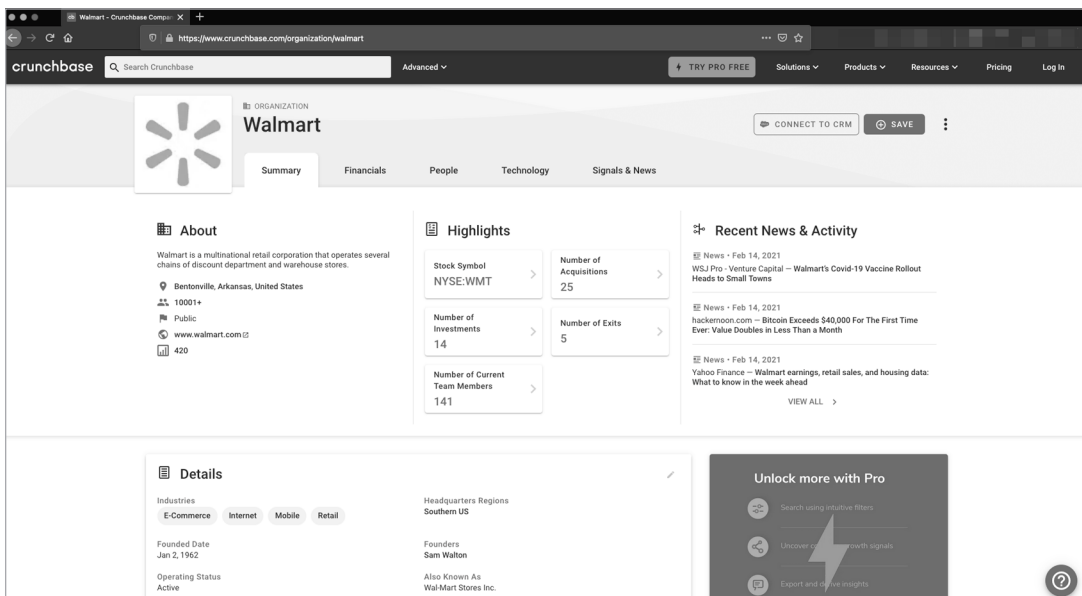 Walmart - Crunchbase Compan
https://www.crunchbase.com/organization/walmart
crunchbase
Search Crunchbase
Advanced
TRY PRO FREE
Solutions
Products
Resources
Pricing
Log In
ORGANIZATION
Walmart
CONNECT TO CRM
SAVE
Summary
Financials
People
Technology
Signals & News
About
Walmart is a multinational retail corporation that operates several
chains of discount department and warehouse stores.
Bentonville, Arkansas, United States
10001+
Public
www.walmart.com
420
Highlights
Stock Symbol
NYSE:WMT
Number of
Acquisitions
25
Number of
Investments
14
Number of Exits
5
Number of Current
Team Members
141
Recent News & Activity
News • Feb 14, 2021
WSJ Pro - Venture Capital — Walmart's Covid-19 Vaccine Rollout
Heads to Small Towns
News • Feb 14, 2021
hackernoon.com — Bitcoin Exceeds $40,000 For The First Time
Ever: Value Doubles in Less Than a Month
News • Feb 14, 2021
Yahoo Finance — Walmart earnings, retail sales, and housing data:
What to know in the week ahead
VIEW ALL
Details
Industries
E-Commerce
Internet
Mobile
Retail
Headquarters Regions
Southern US
Founded Date
Jan 2, 1962
Founders
Sam Walton
Operating Status
Active
Also Known As
Wal-Mart Stores Inc.
Unlock more with Pro
Search using intuitive filters
Uncover growth signals
Export and derive insights